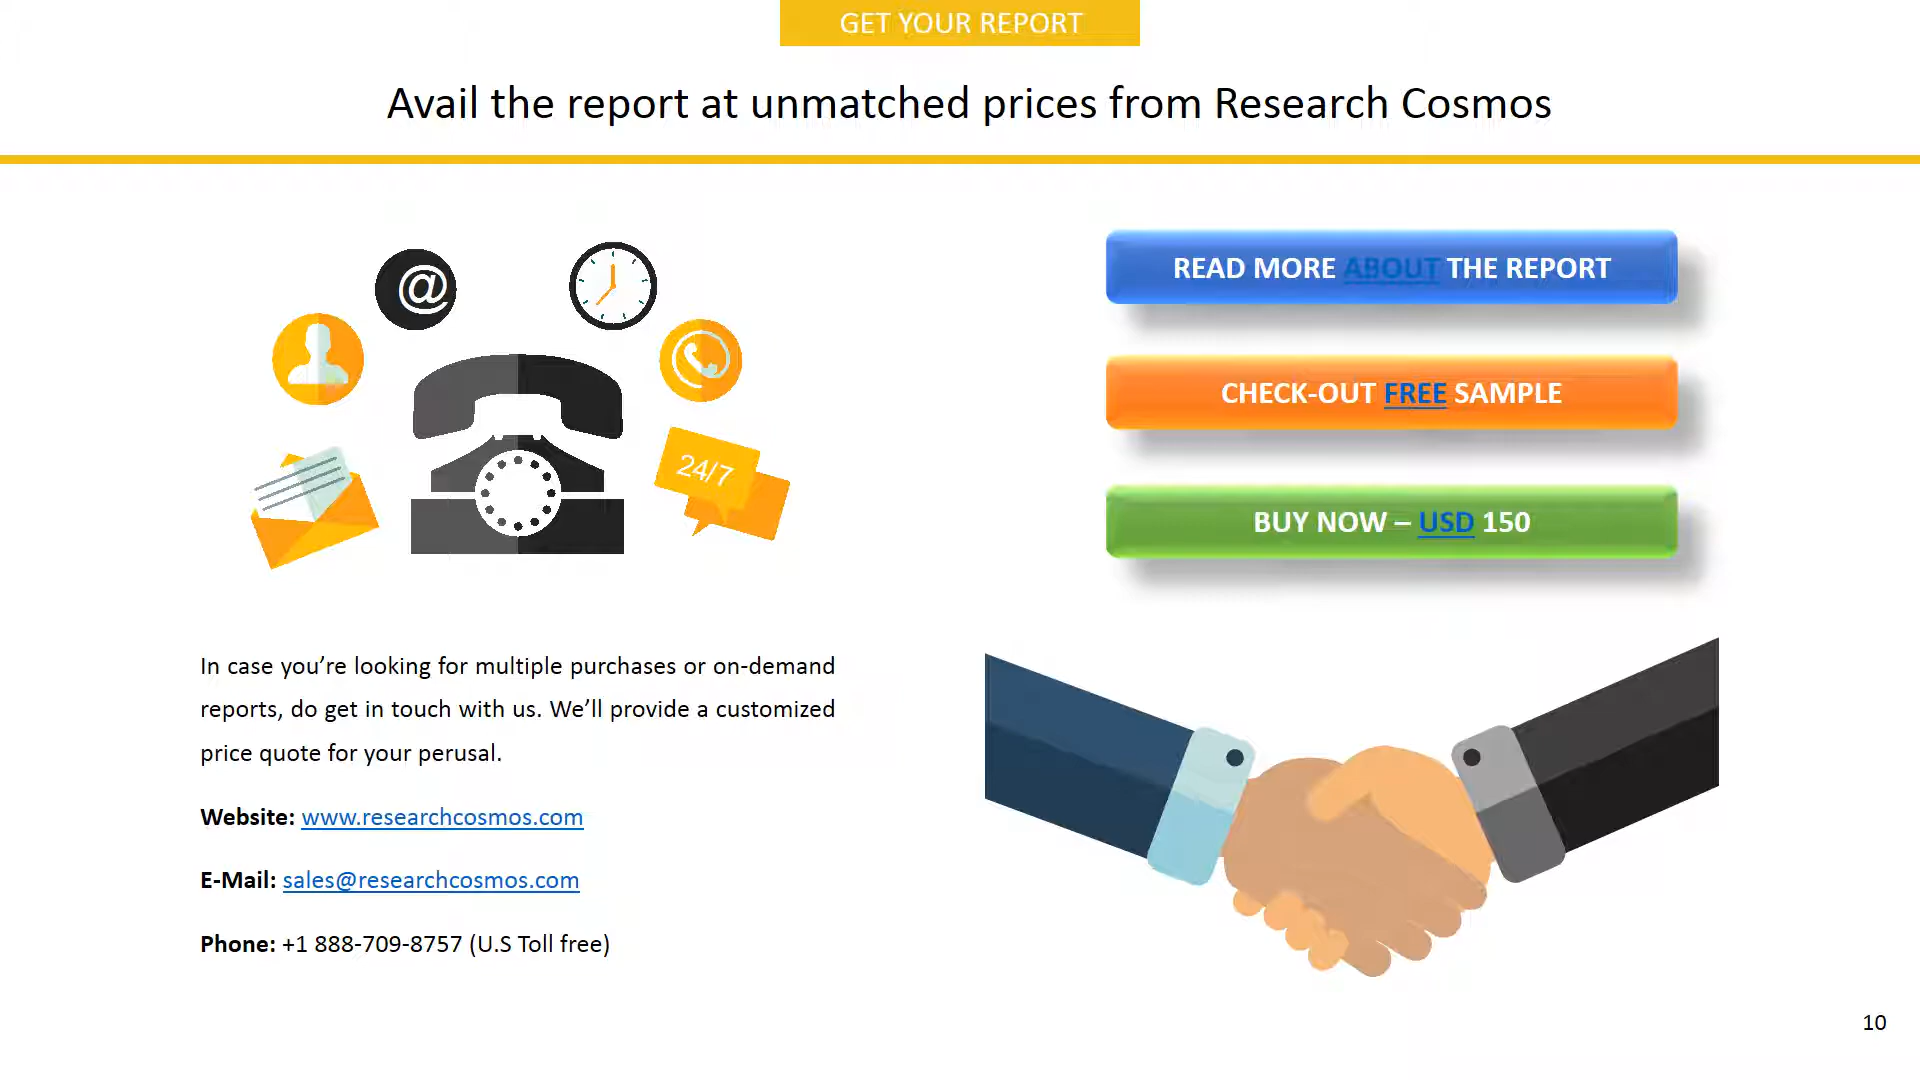 GET YOUR REPORT
Avail the report at unmatched prices from Research Cosmos
@
24/7
READ MORE ABOUT THE REPORT
CHECK-OUT FREE SAMPLE
BUY NOW – USD 150
In case you’re looking for multiple purchases or on-demand
reports, do get in touch with us. We’ll provide a customized
price quote for your perusal.
Website: www.researchcosmos.com
E-Mail: sales@researchcosmos.com
Phone: +1 888-709-8757 (U.S Toll free)
10